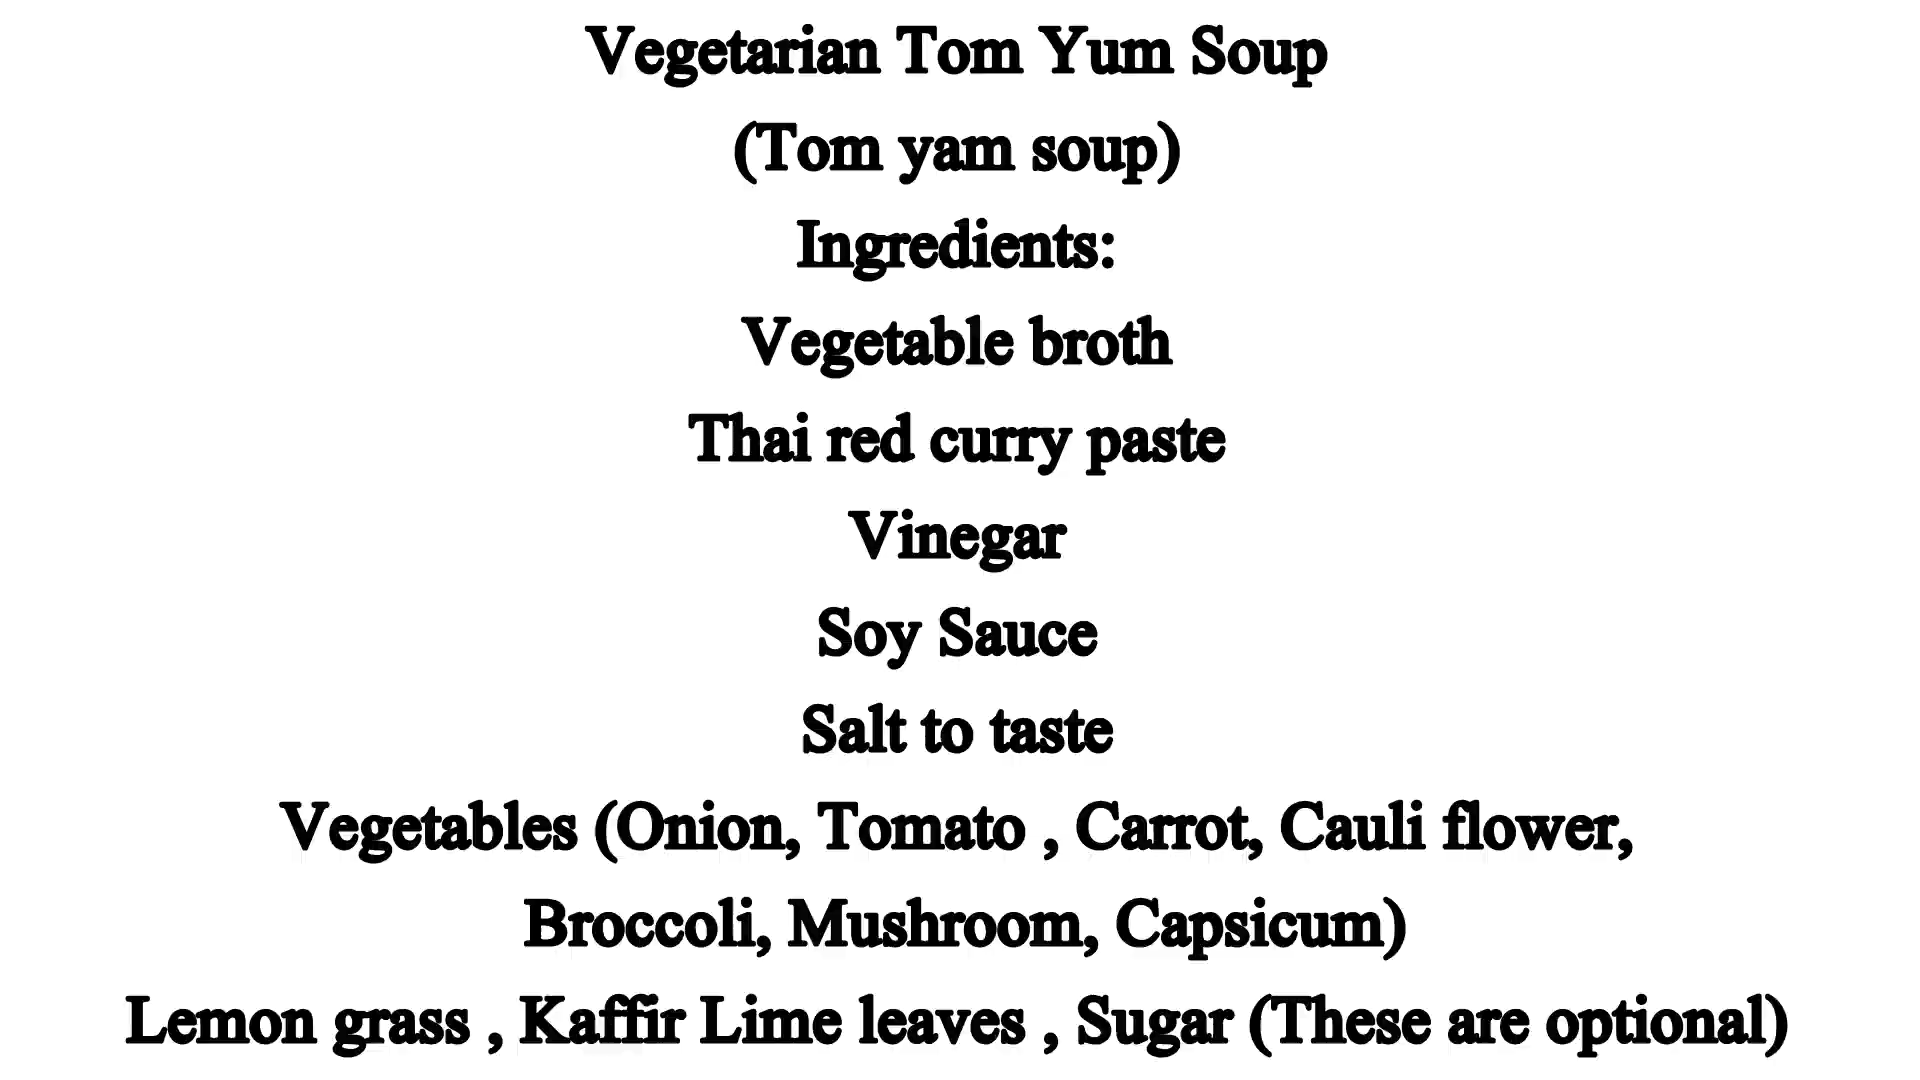 Vegetarian Tom Yum Soup
(Tom yam soup)
Ingredients:
Vegetable broth
Thai red curry paste
Vinegar
Soy Sauce
Salt to taste
Vegetables (Onion, Tomato , Carrot, Cauli flower,
Broccoli, Mushroom, Capsicum)
Lemon grass , Kaffir Lime leaves , Sugar (These are optional)